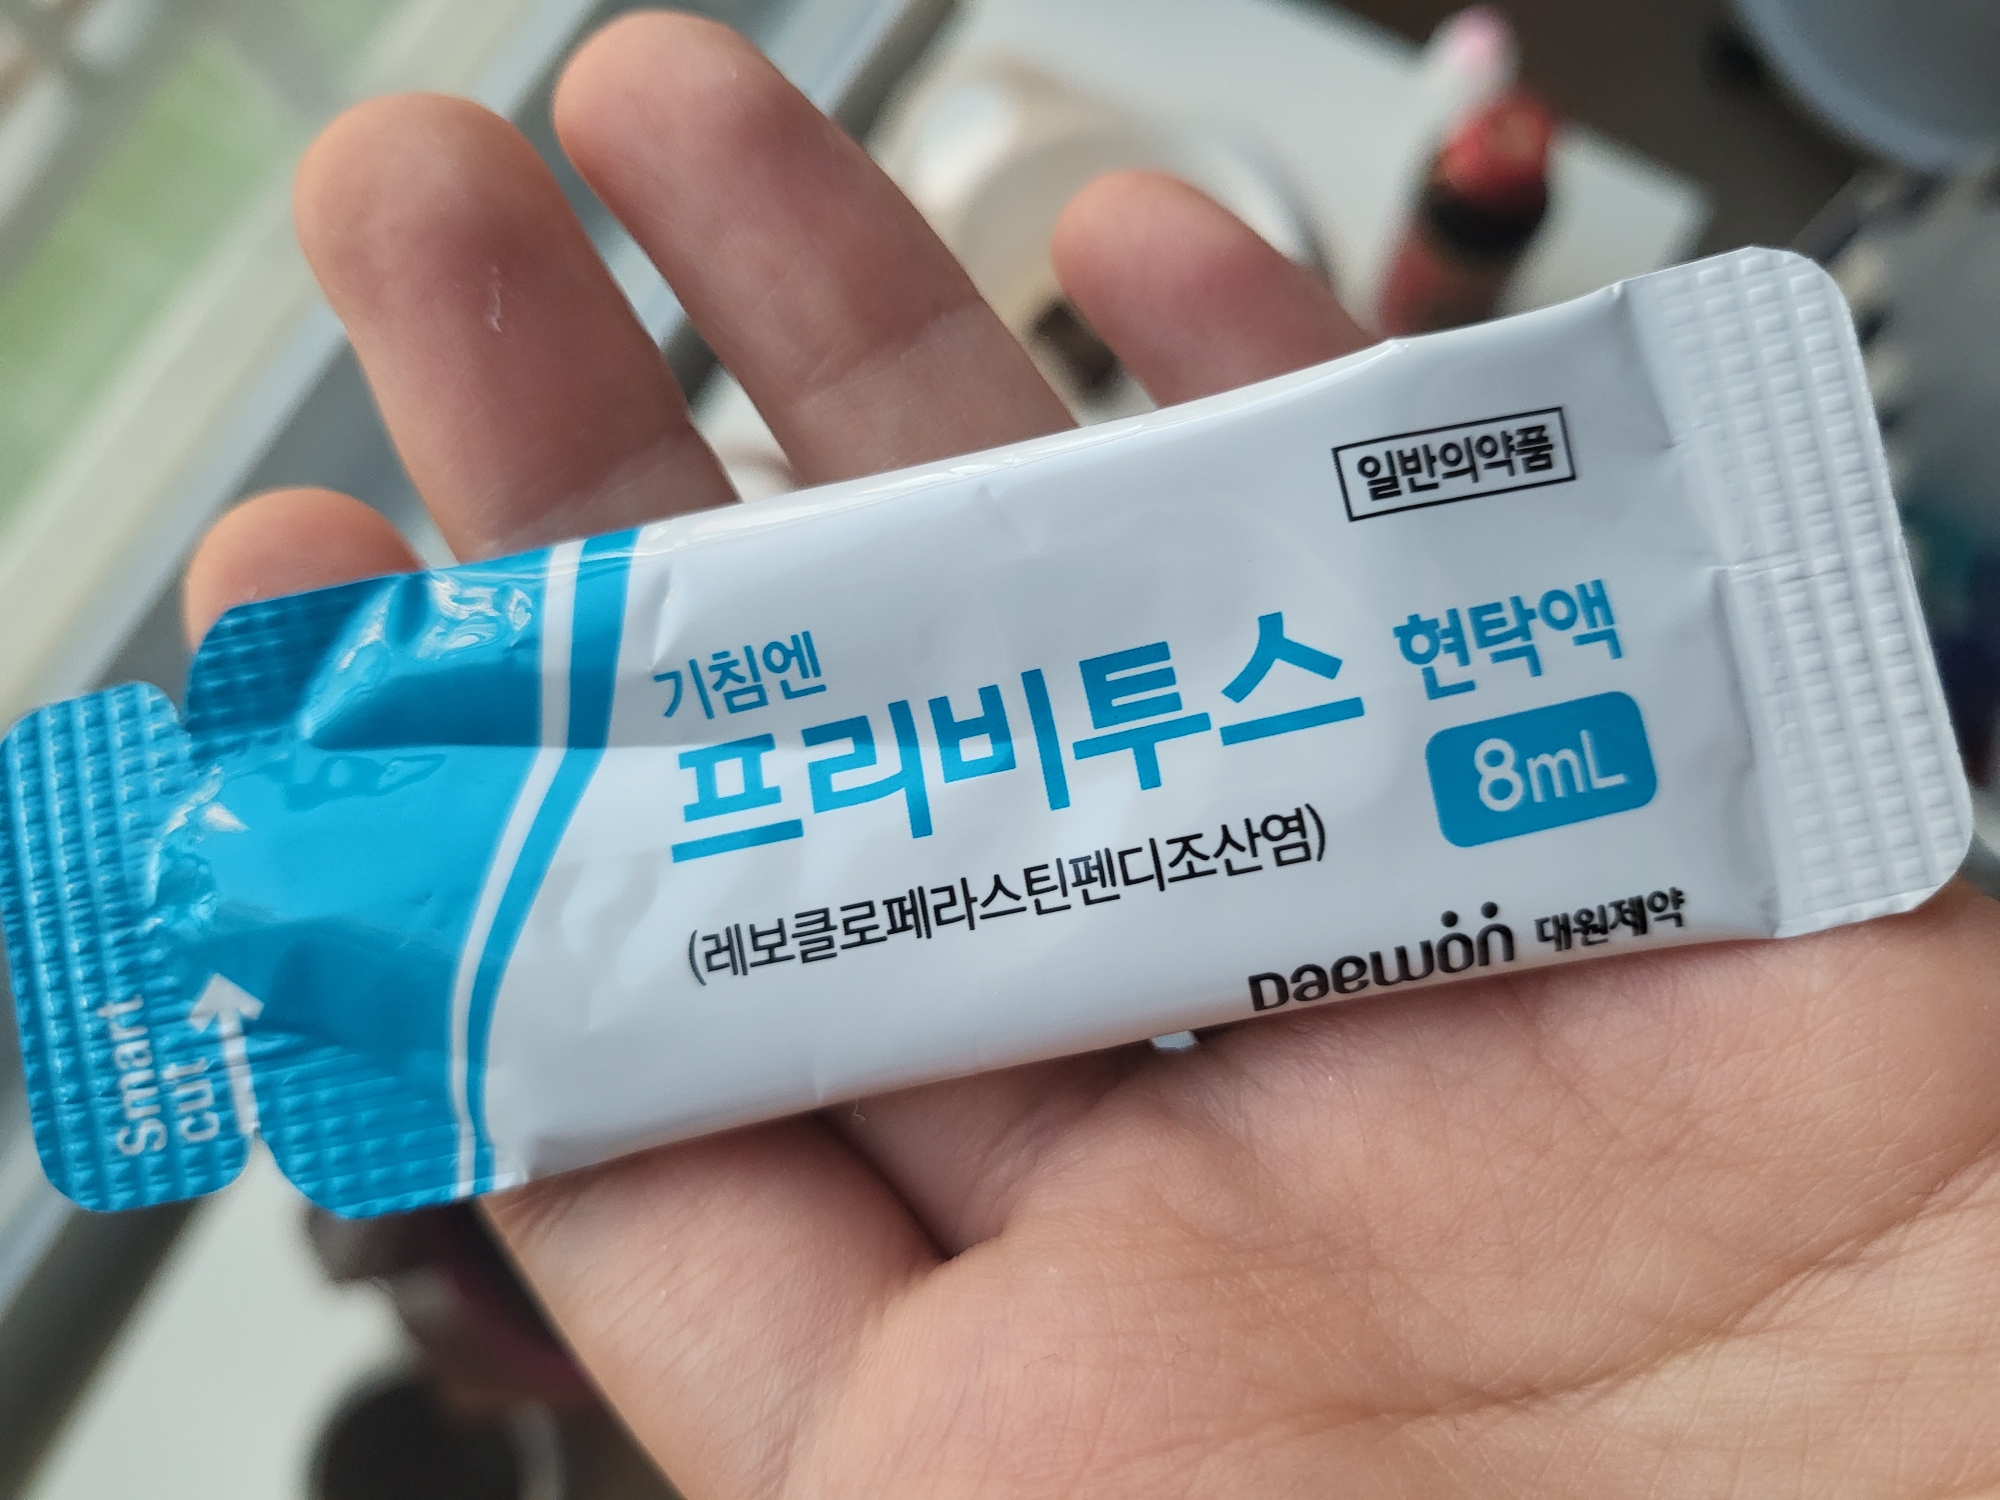 일반의약품
기침엔
프리비투스 현탁액
8mL
(레보클로페라스틴펜디조산염)
Daewon 대원제약
Smart
cut